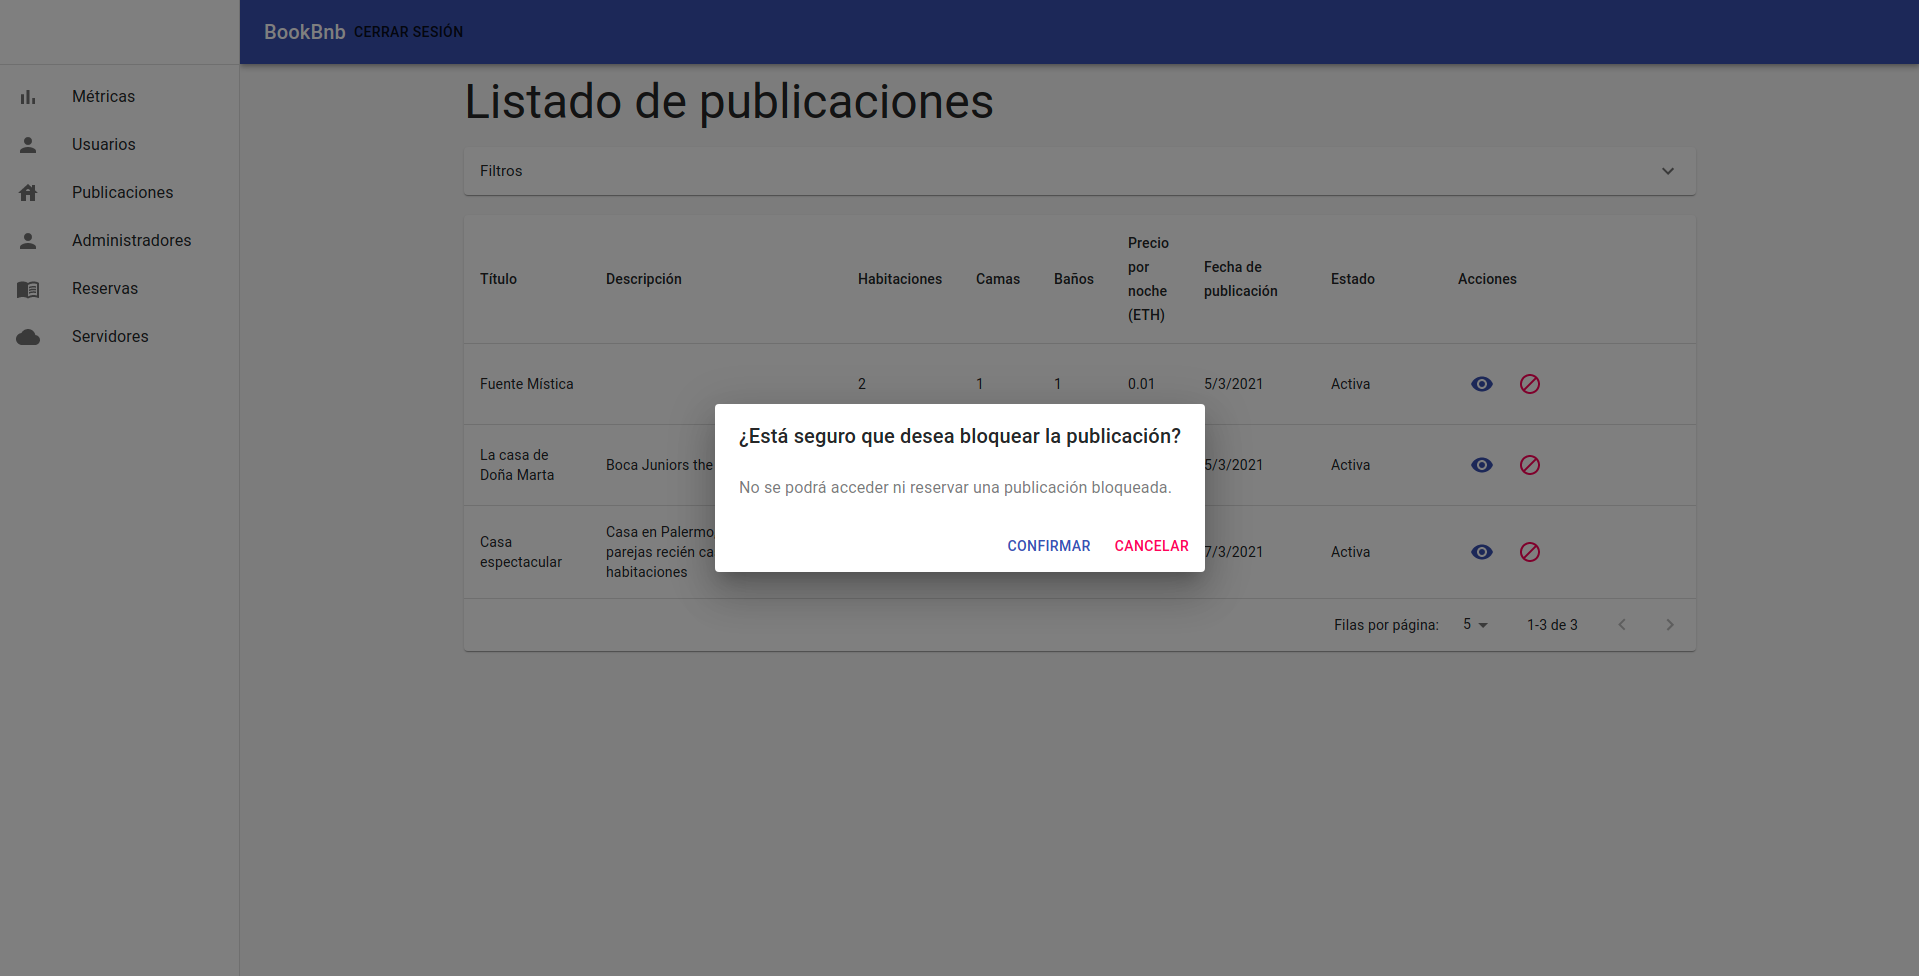 BookBnb CERRAR SESIÓN
Métricas
Usuarios
Publicaciones
Administradores
Reservas
Servidores
Listado de publicaciones
Filtros
Título Descripción Habitaciones Camas Baños Precio por noche (ETH) Fecha de publicación Estado Acciones
Fuente Mística 2 1 1 0.01 5/3/2021 Activa
La casa de
Doña Marta
Boca Juniors the
5/3/2021 Activa
Casa
espectacular
Casa en Palermo
parejas recién ca
habitaciones
7/3/2021 Activa
¿Está seguro que desea bloquear la publicación?
No se podrá acceder ni reservar una publicación bloqueada.
CONFIRMAR CANCELAR
Filas por página: 5 1-3 de 3